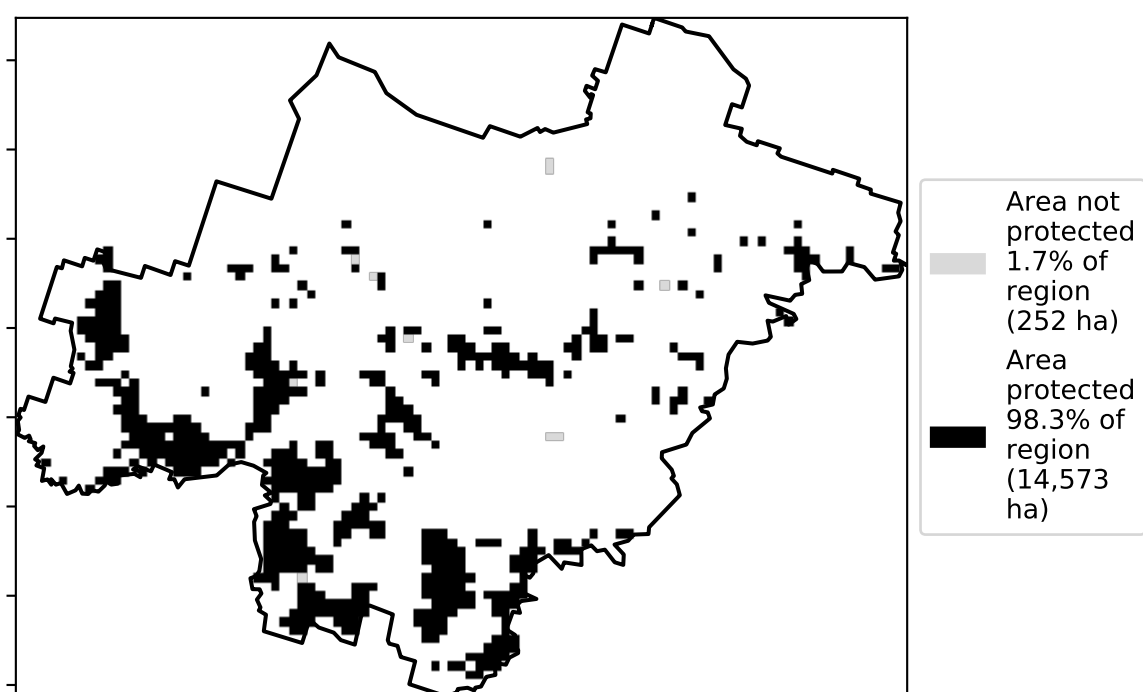 Area not
protected
1.7% of
region
(252 ha)
Area
protected
98.3% of
region
(14,573
ha)